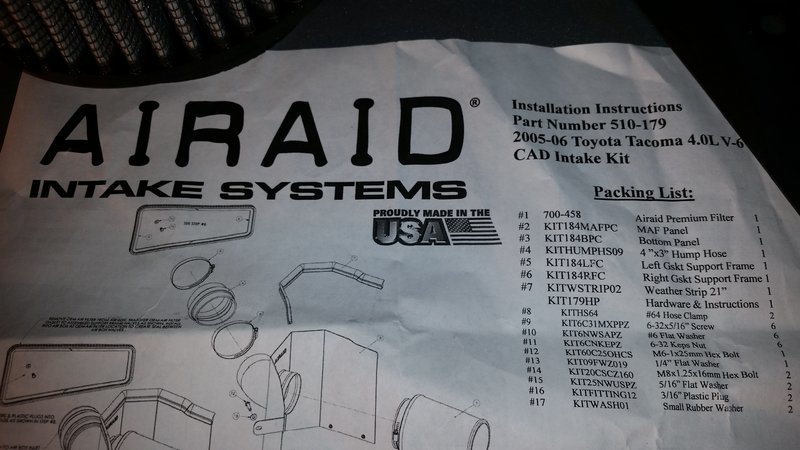 AIRAID®
INTAKE SYSTEMS
PROUDLY MADE IN THE
USA
Installation Instructions
Part Number 510-179
2005-06 Toyota Tacoma 4.0L V-6
CAD Intake Kit
Packing List:
#1 700-458 Airaid Premium Filter 1
#2 KIT184MAFPC MAF Panel 1
#3 KIT184BPC Bottom Panel 1
#4 KITHUMPHS09 4 "x3" Hump Hose 1
#5 KIT184LFC Left Gskt Support Frame 1
#6 KIT184RFC Right Gskt Support Frame 1
#7 KITWSTRIP02 Weather Strip 21" 1
KIT179HP Hardware & Instructions 1
#8 KITHS64 #64 Hose Clamp 2
#9 KIT6C31MXPPZ 6-32x5/16" Screw 6
#10 KIT6NWSAPZ #6 Flat Washer 6
#11 KIT6CNKEPZ 6-32 Keps Nut 6
#12 KIT60C25OHCS M6-1x25mm Hex Bolt 1
#13 KIT09FWZ019 1/4" Flat Washer 1
#14 KIT20CSCZ160 M8x1.25x16mm Hex Bolt 2
#15 KIT25NWUSPZ 5/16" Flat Washer 2
#16 KITFITTING12 3/16" Plastic Plug 2
#17 KITWASH01 Small Rubber Washer 2
SEE STEP #8